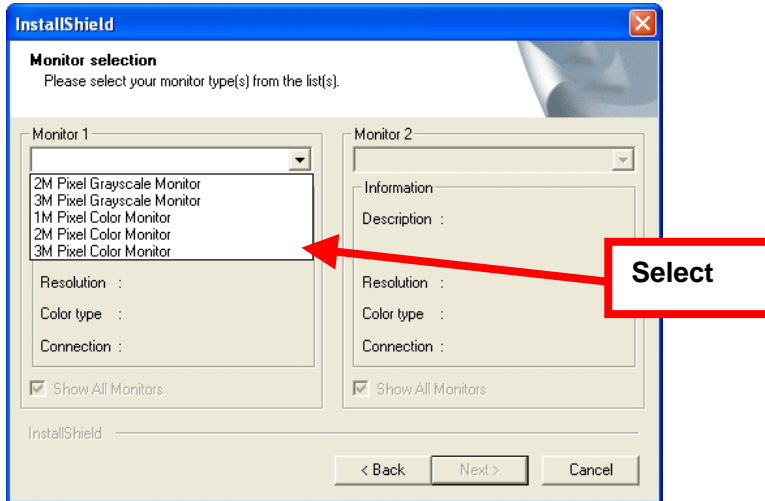 InstallShield
Monitor selection
Please select your monitor type(s) from the list(s).
Monitor 1
2M Pixel Grayscale Monitor
3M Pixel Grayscale Monitor
1M Pixel Color Monitor
2M Pixel Color Monitor
3M Pixel Color Monitor
Resolution :
Color type :
Connection :
Show All Monitors
Monitor 2
Information
Description :
Resolution :
Color type :
Connection :
Show All Monitors
Select
InstallShield
< Back
Next >
Cancel